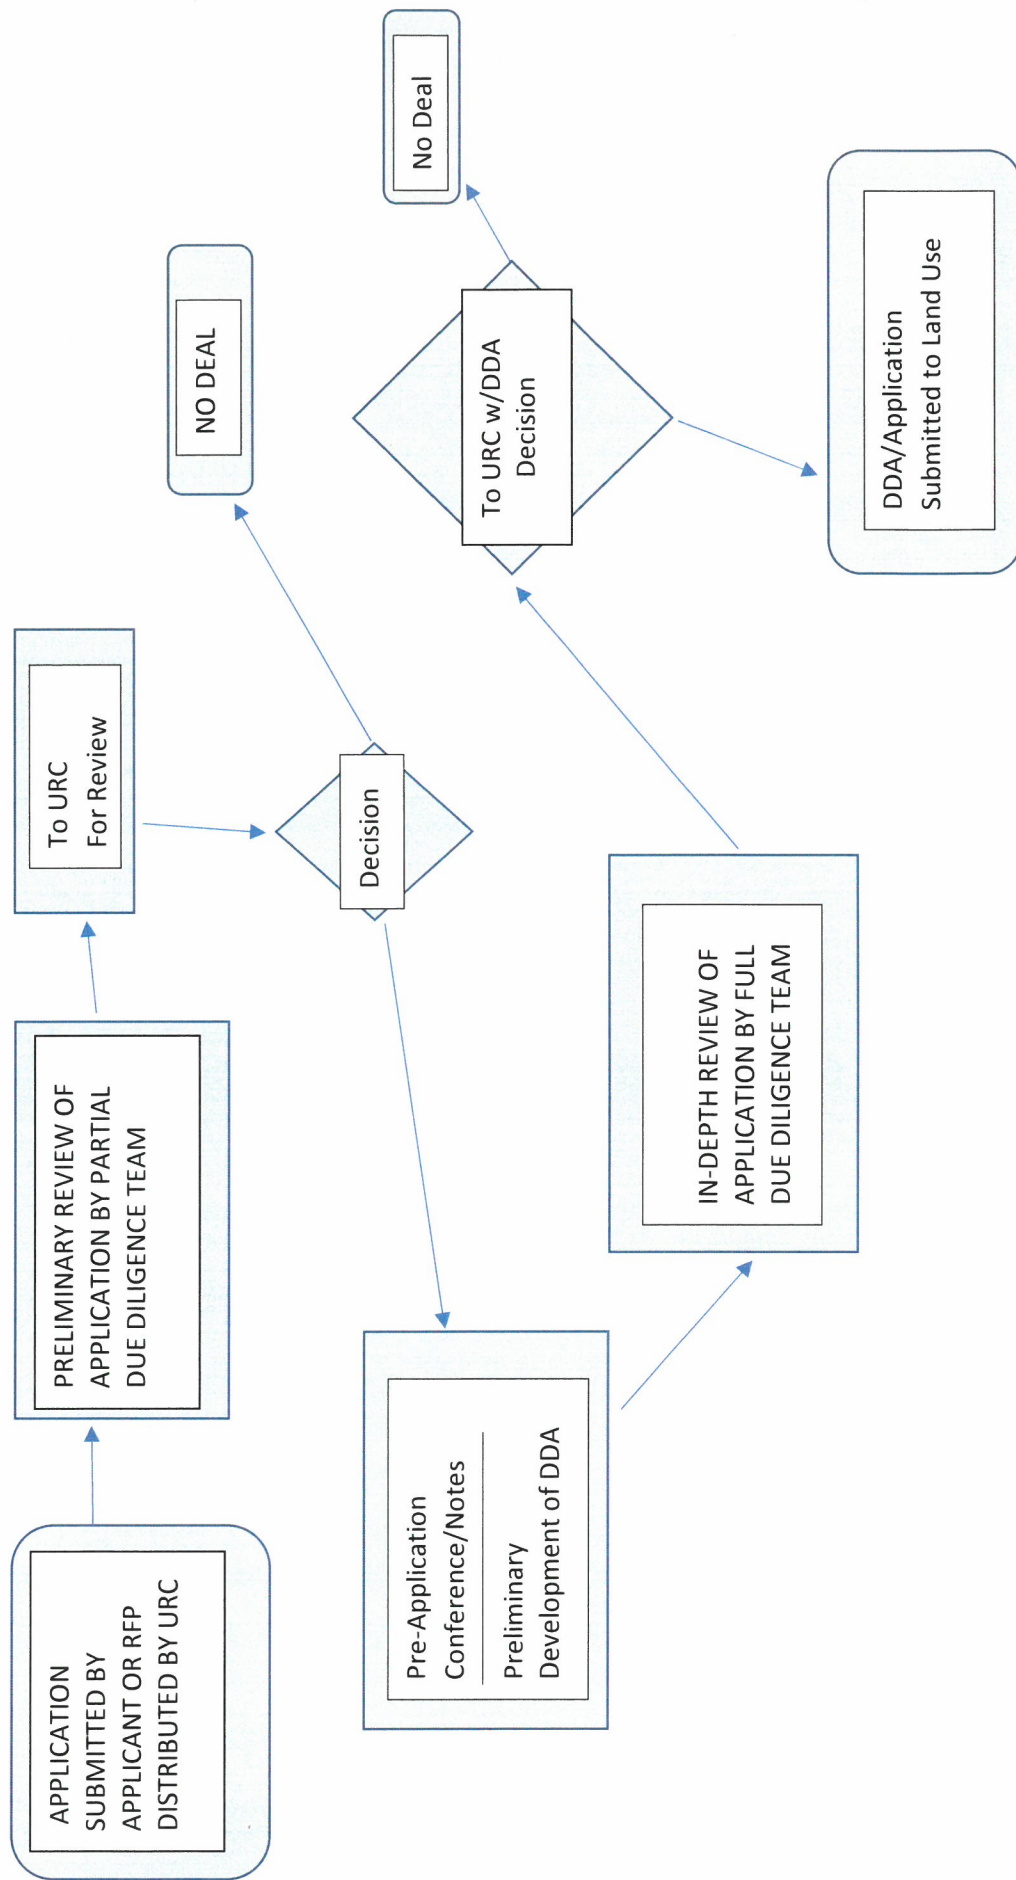 APPLICATION
SUBMITTED BY
APPLICANT OR RFP
DISTRIBUTED BY URC
PRELIMINARY REVIEW OF
APPLICATION BY PARTIAL
DUE DILIGENCE TEAM
To URC
For Review
Decision
NO DEAL
Pre-Application
Conference/Notes
Preliminary
Development of DDA
IN-DEPTH REVIEW OF
APPLICATION BY FULL
DUE DILIGENCE TEAM
To URC w/DDA
Decision
No Deal
DDA/Application
Submitted to Land Use